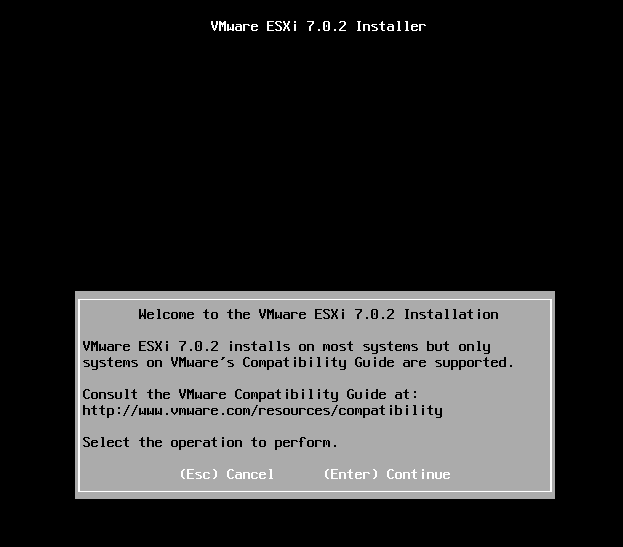 VMware ESXi 7.0.2 Installer
Welcome to the VMware ESXi 7.0.2 Installation
VMware ESXi 7.0.2 installs on most systems but only
systems on VMware's Compatibility Guide are supported.
Consult the VMware Compatibility Guide at:
http://www.vmware.com/resources/compatibility
Select the operation to perform.
(Esc) Cancel (Enter) Continue